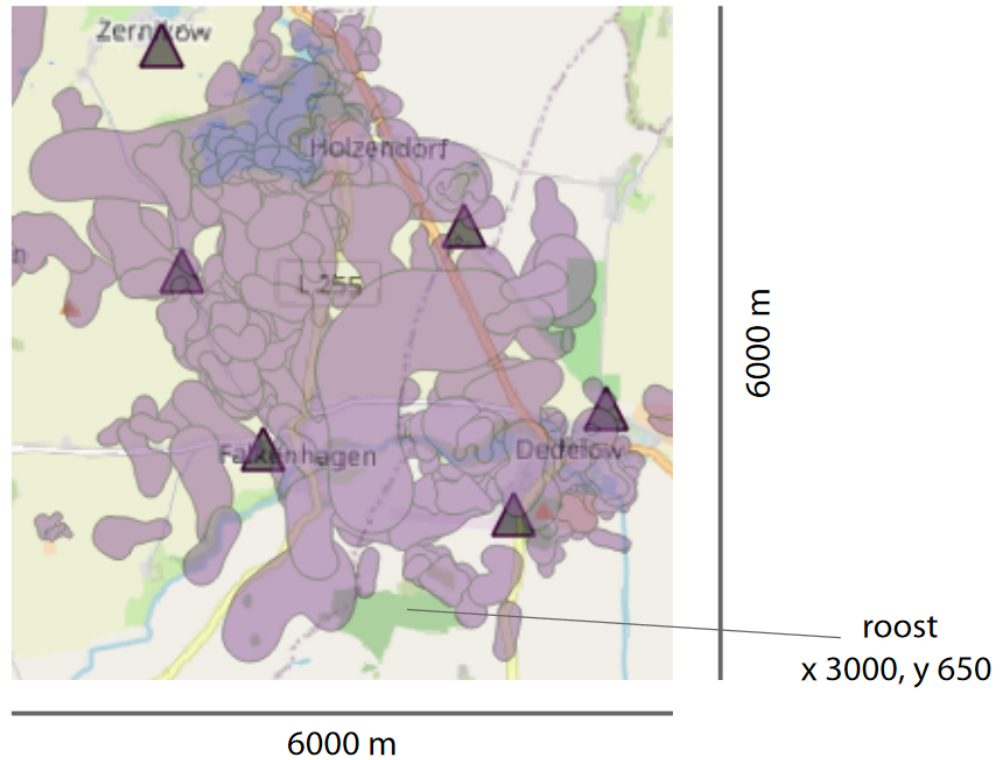 Zernikow
Holzendorf
n
L 255
6000 m
Falkenhagen
Dedelow
roost
x 3000, y 650
6000 m